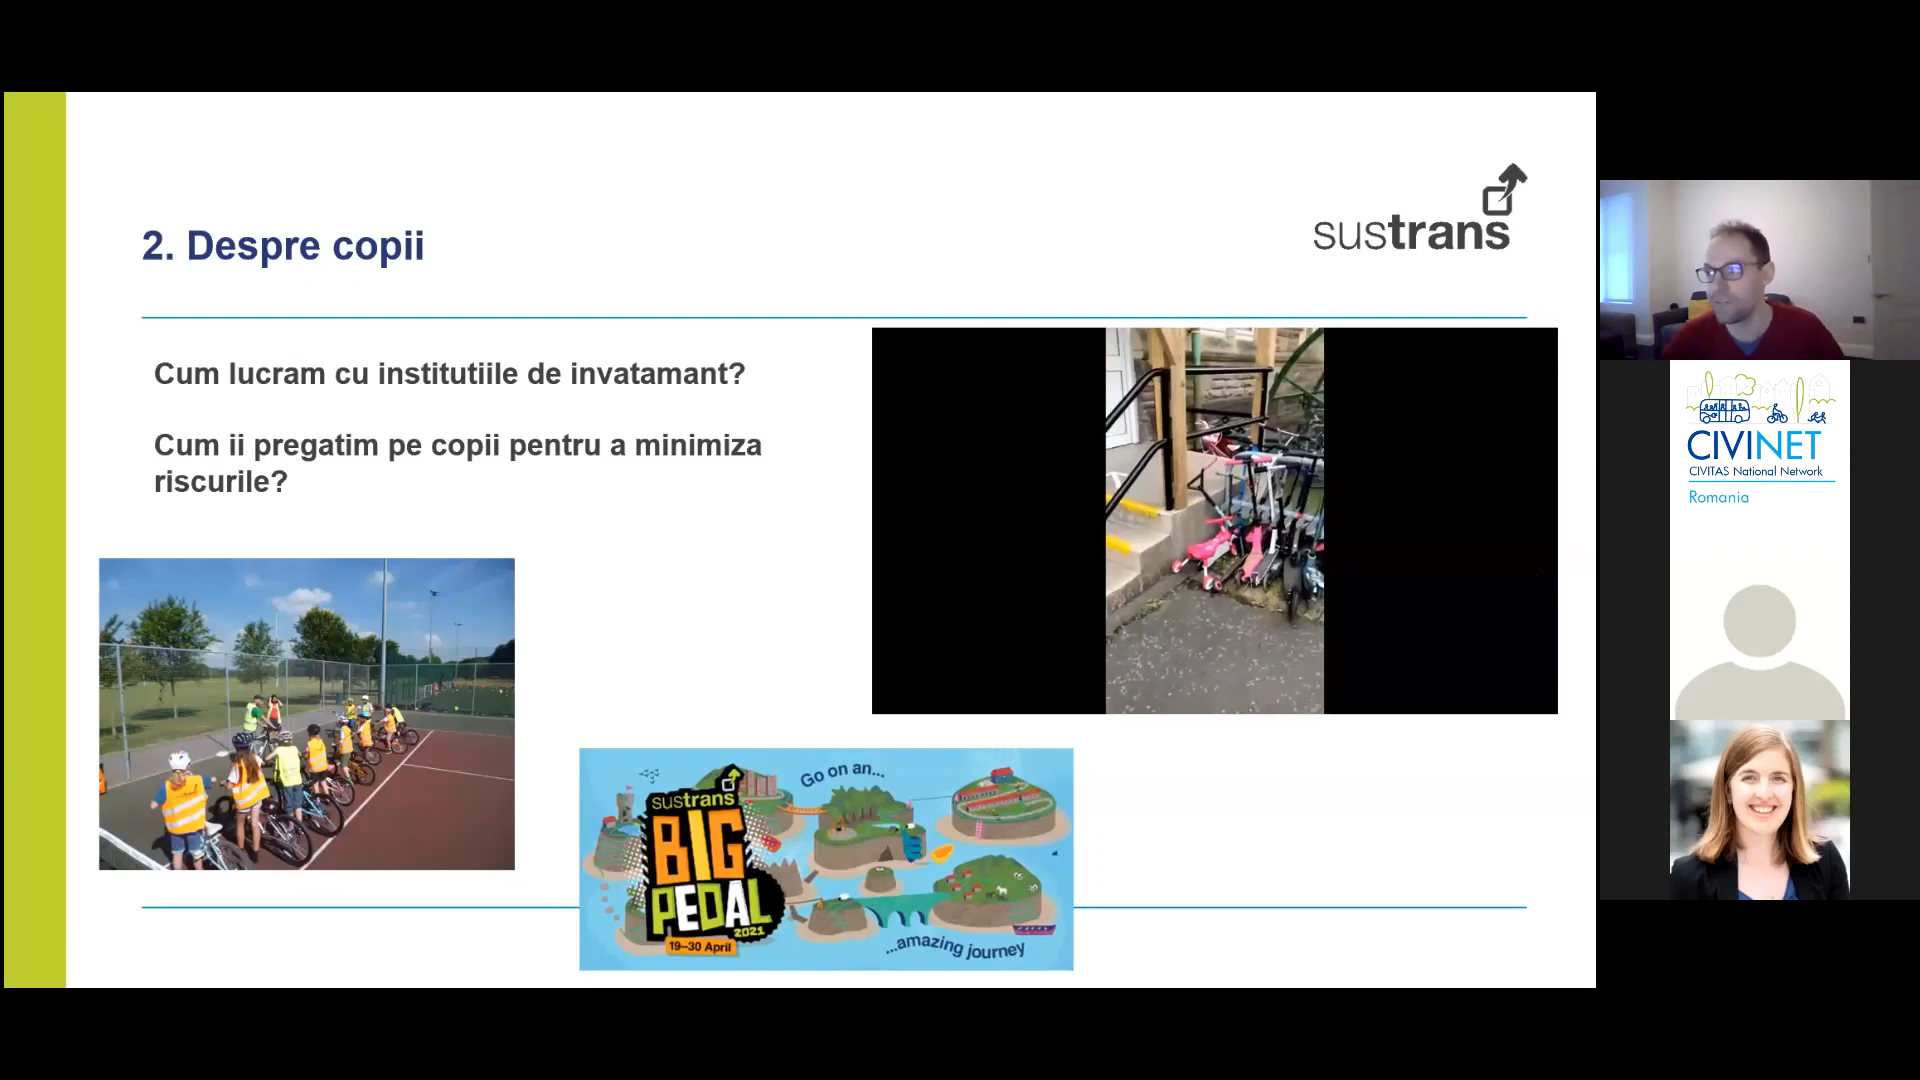 2. Despre copii
sustrans
Cum lucram cu institutiile de invatamant?
Cum ii pregatim pe copii pentru a minimiza
riscurile?
sustrans
BIG
PEDAL
2021
19–30 April
Go on an...
...amazing journey
CIVINET
CIVITAS National Network
Romania